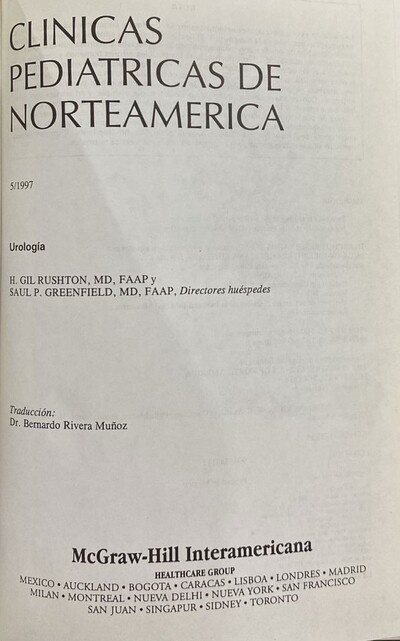 CLINICAS
PEDIATRICAS DE
NORTEAMERICA
5/1997
Urología
H. GIL RUSHTON, MD, FAAP y
SAUL P. GREENFIELD, MD, FAAP, Directores huéspedes
Traducción:
Dr. Bernardo Rivera Muñoz
McGraw-Hill Interamericana
HEALTHCARE GROUP
MEXICO • AUCKLAND • BOGOTA • CARACAS • LISBOA • LONDRES • MADRID
MILAN • MONTREAL • NUEVA DELHI • NUEVA YORK • SAN FRANCISCO
SAN JUAN • SINGAPUR • SIDNEY • TORONTO